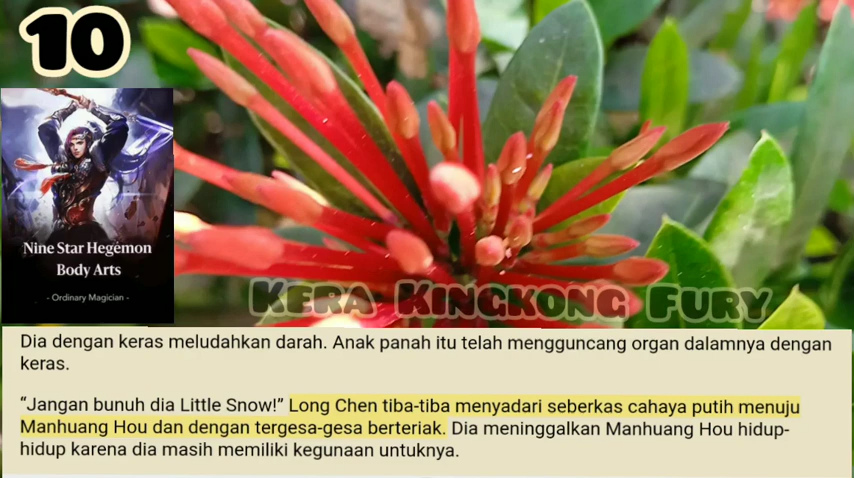 10
Nine Star Hegemon
Body Arts
- Ordinary Magician -
Kera Kingkong Fury
Dia dengan keras meludahkan darah. Anak panah itu telah mengguncang organ dalamnya dengan
keras.
“Jangan bunuh dia Little Snow!” Long Chen tiba-tiba menyadari seberkas cahaya putih menuju
Manhuang Hou dan dengan tergesa-gesa berteriak. Dia meninggalkan Manhuang Hou hidup-
hidup karena dia masih memiliki kegunaan untuknya.